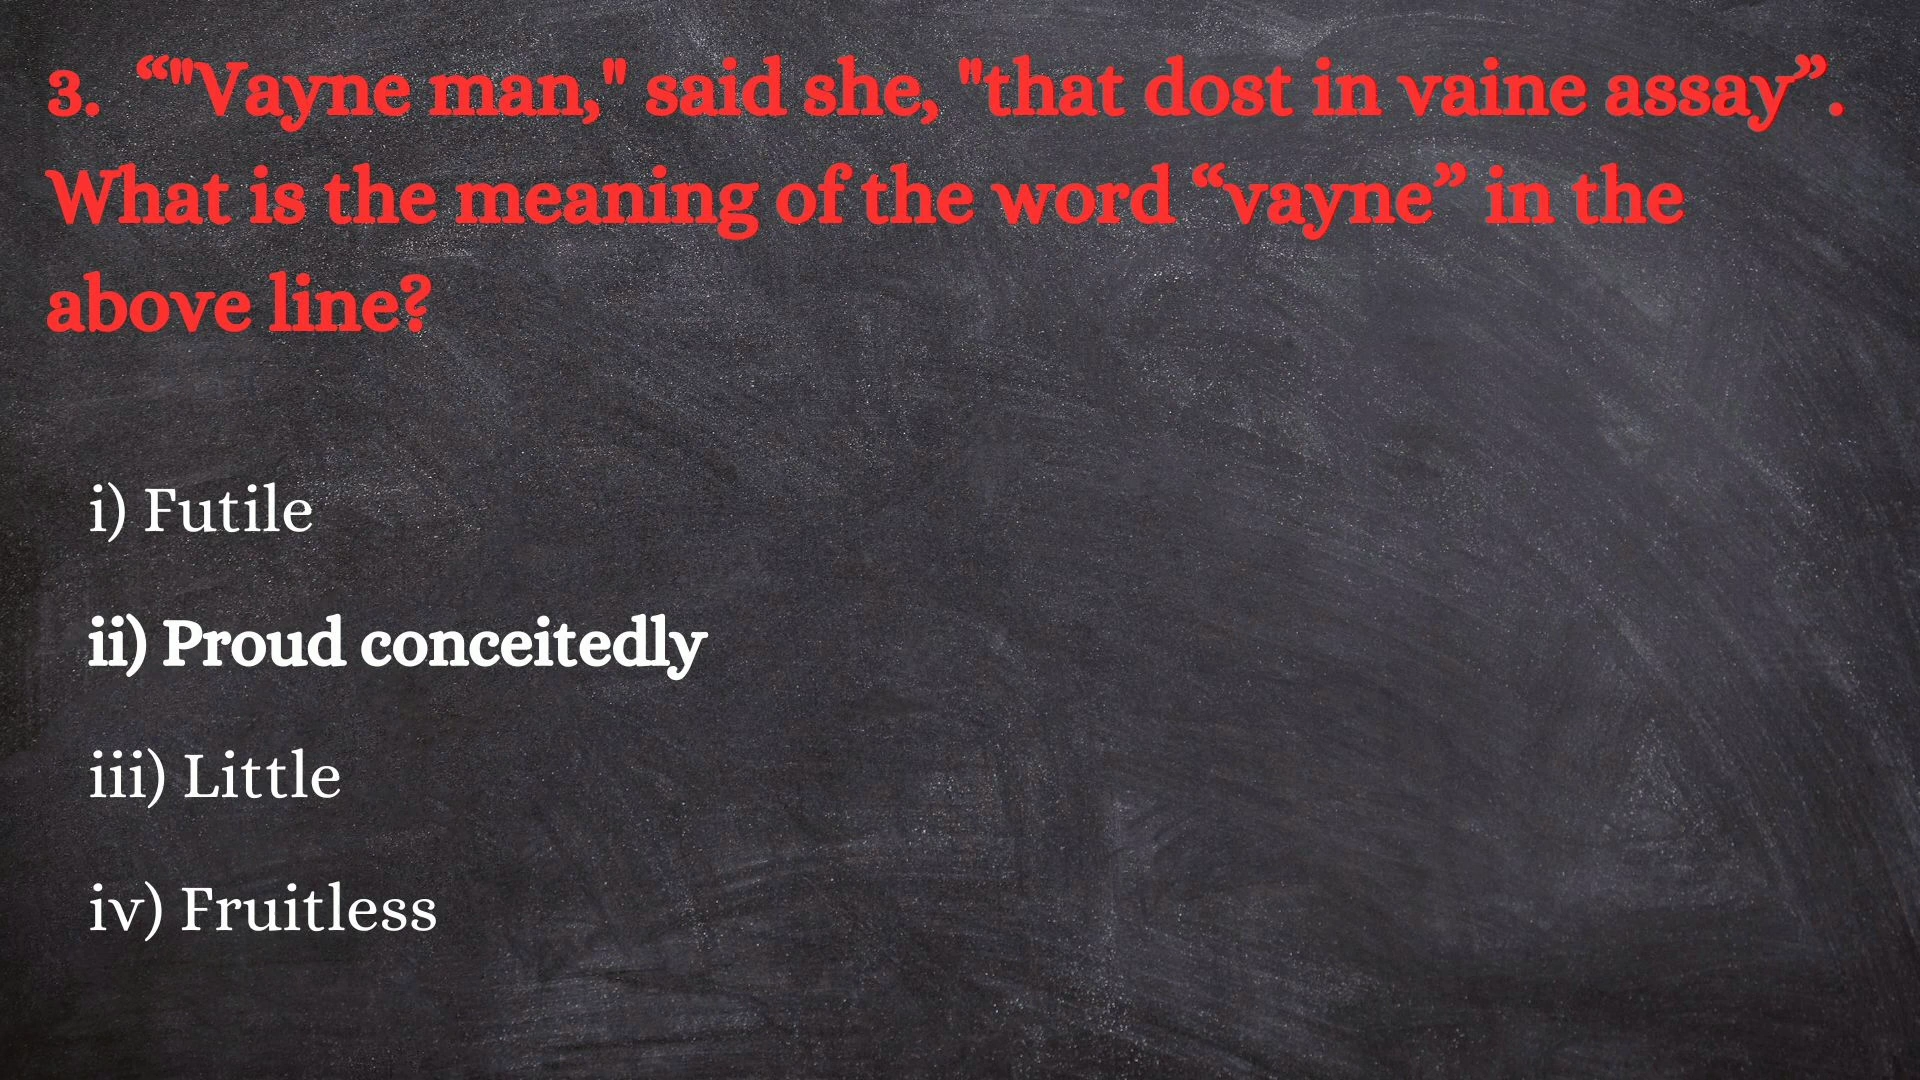 3. “"Vayne man," said she, "that dost in vaine assay”.
What is the meaning of the word “vayne” in the
above line?
i) Futile
ii) Proud conceitedly
iii) Little
iv) Fruitless